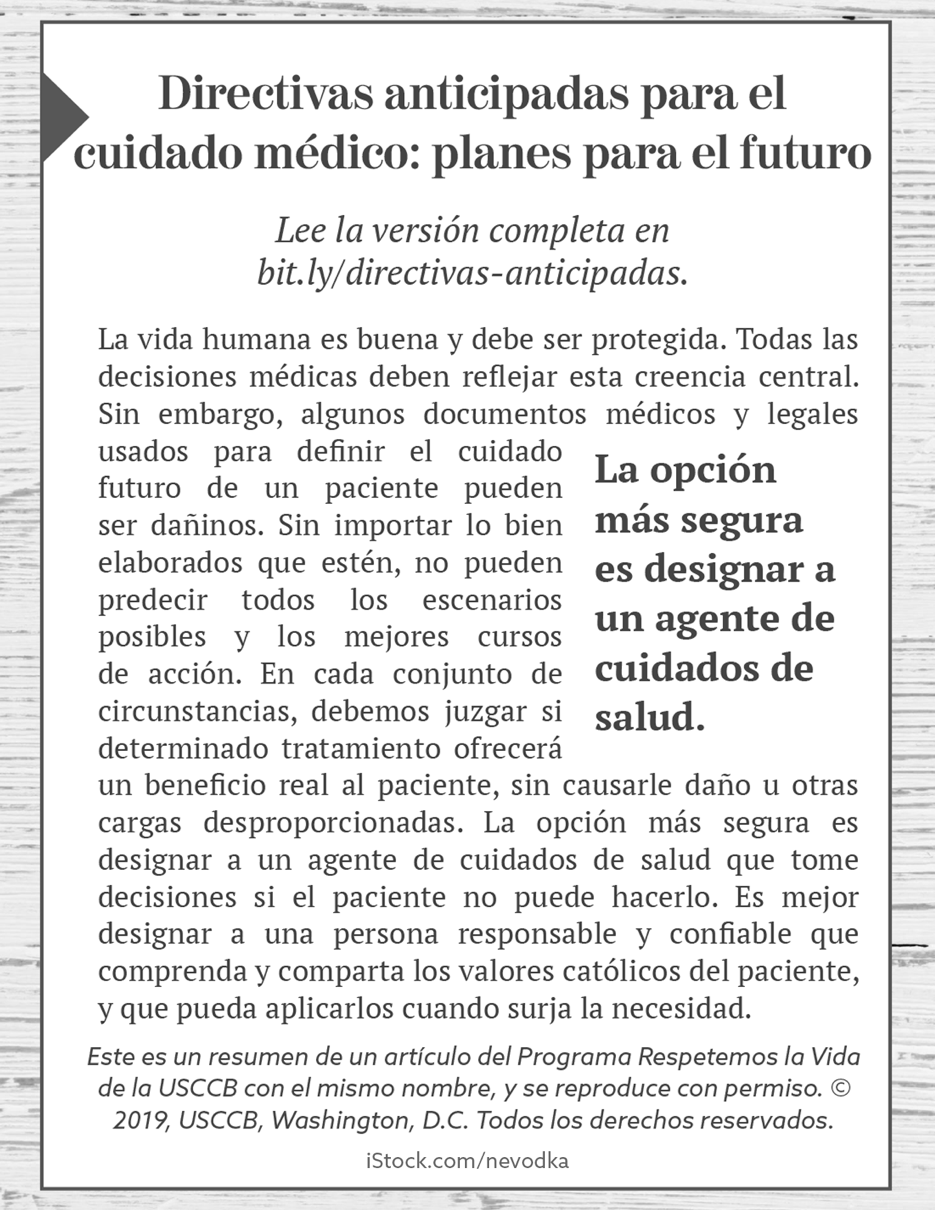 Directivas anticipadas para el
cuidado médico: planes para el futuro
Lee la versión completa en
bit.ly/directivas-anticipadas.
La vida humana es buena y debe ser protegida. Todas las
decisiones médicas deben reflejar esta creencia central.
Sin embargo, algunos documentos médicos y legales
usados para definir el cuidado
futuro de un paciente pueden
ser dañinos. Sin importar lo bien
elaborados que estén, no pueden
predecir todos los escenarios
posibles y los mejores cursos
de acción. En cada conjunto de
circunstancias, debemos juzgar si
determinado tratamiento ofrecerá
un beneficio real al paciente, sin causarle daño u otras
cargas desproporcionadas. La opción más segura es
designar a un agente de cuidados de salud que tome
decisiones si el paciente no puede hacerlo. Es mejor
designar a una persona responsable y confiable que
comprenda y comparta los valores católicos del paciente,
y que pueda aplicarlos cuando surja la necesidad.
La opción
más segura
es designar a
un agente de
cuidados de
salud.
Este es un resumen de un artículo del Programa Respetemos la Vida
de la USCCB con el mismo nombre, y se reproduce con permiso. ©
2019, USCCB, Washington, D.C. Todos los derechos reservados.
iStock.com/nevodka